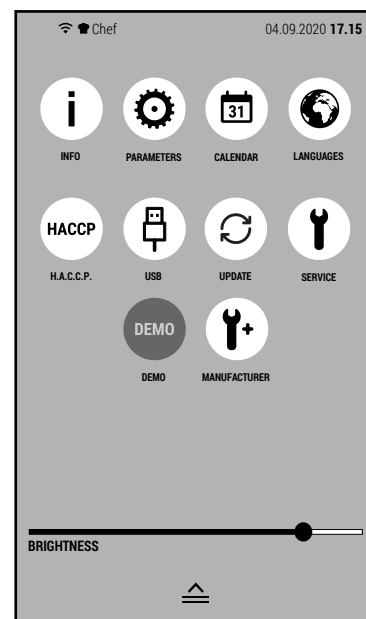 Chef 04.09.2020 17.15
i 31
INFO PARAMETERS CALENDAR LANGUAGES
HACCP
H.A.C.C.P. USB UPDATE SERVICE
DEMO
DEMO MANUFACTURER
BRIGHTNESS